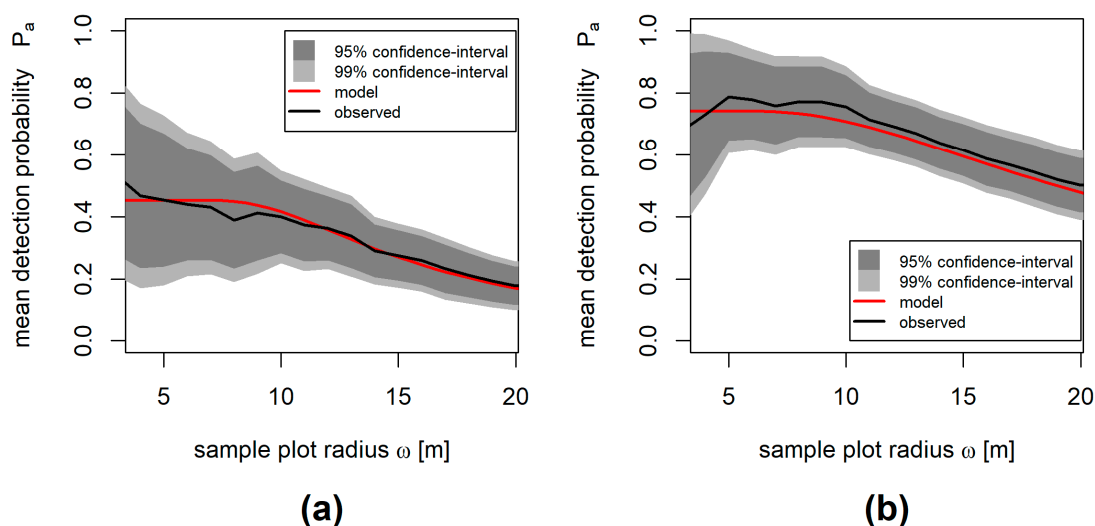 mean detection probability P_a
1.0
0.8
0.6
0.4
0.2
0.0
95% confidence-interval
99% confidence-interval
model
observed
5
10
15
20
sample plot radius ω [m]
(a)
mean detection probability P_a
1.0
0.8
0.6
0.4
0.2
0.0
95% confidence-interval
99% confidence-interval
model
observed
5
10
15
20
sample plot radius ω [m]
(b)